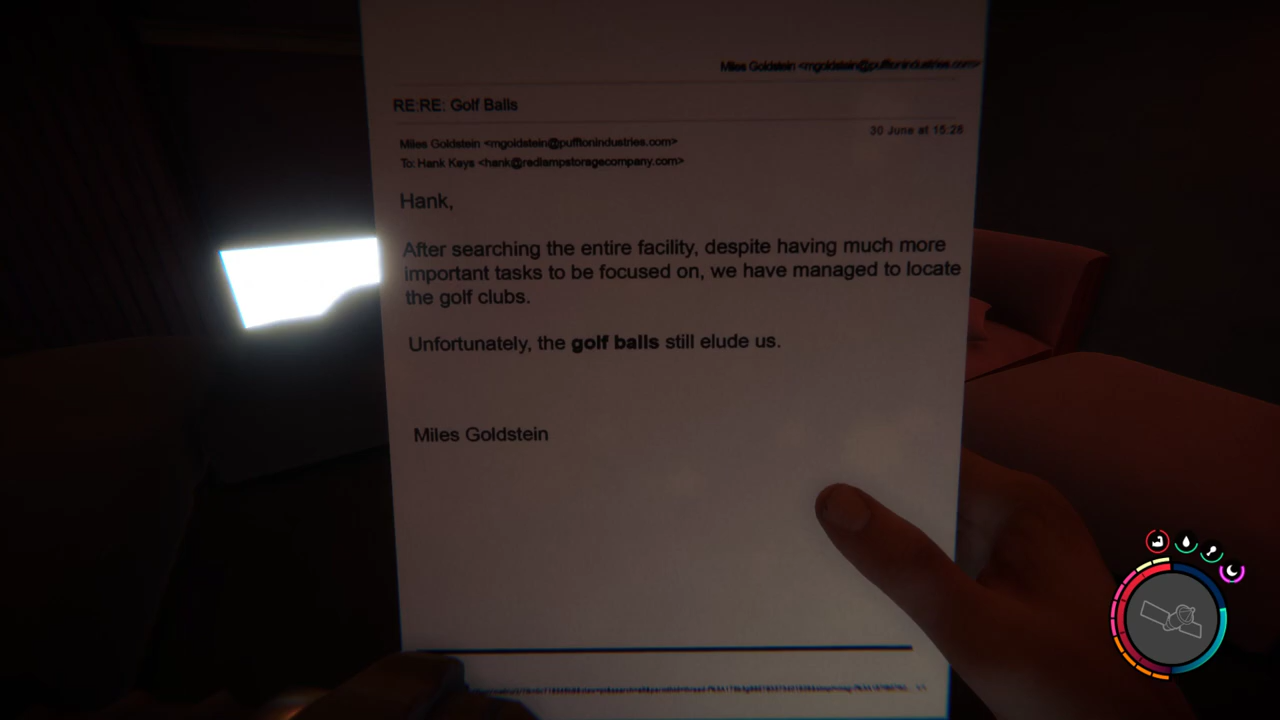 Miles Goldstein <mgoldstein@pufftonindustries.com>
RE:RE: Golf Balls
30 June at 15:26
Miles Goldstein <mgoldstein@pufftonindustries.com>
To: Hank Keys <hank@redlampstoragecompany.com>
Hank,
After searching the entire facility, despite having much more
important tasks to be focused on, we have managed to locate
the golf clubs.
Unfortunately, the golf balls still elude us.
Miles Goldstein